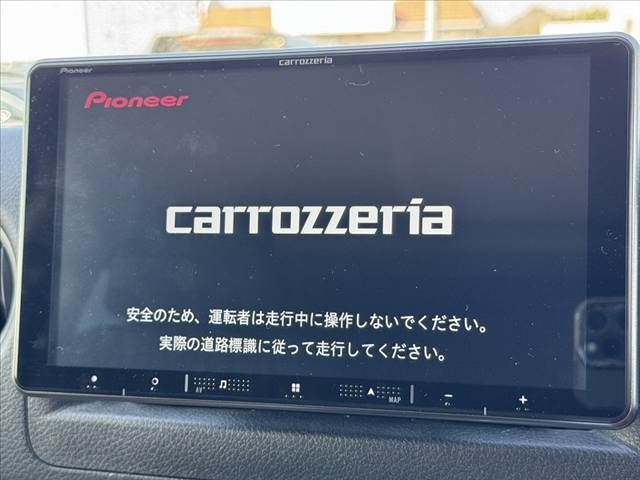 Pioneer
carrozzeria
Pioneer
carrozzeria
安全のため、運転者は走行中に操作しないでください。
実際の道路標識に従って走行してください。
AV
MAP
−
+